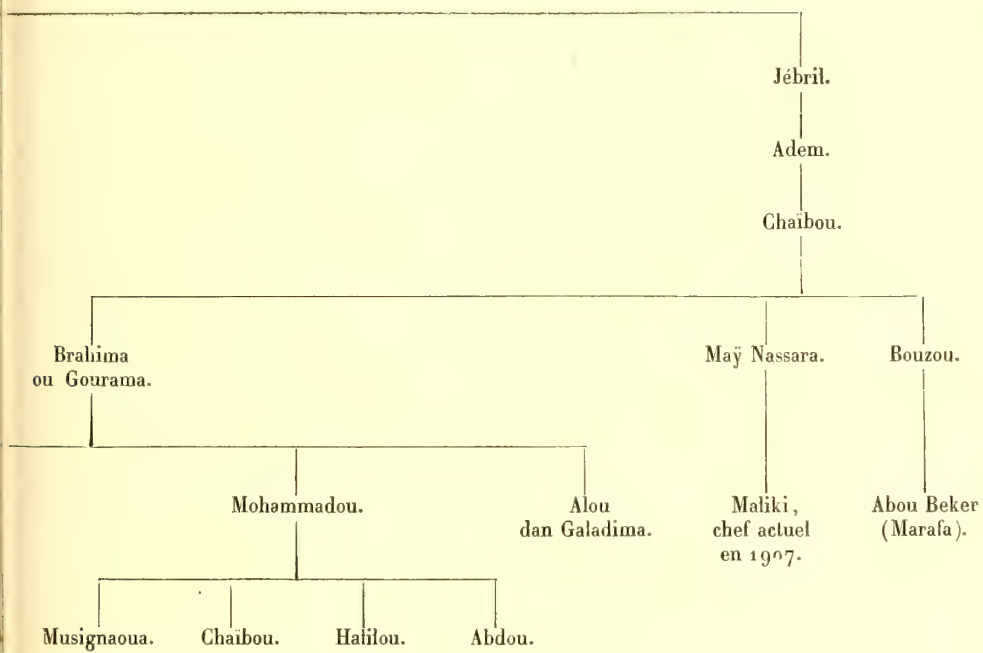 Jébril.
Adem.
Chaïbou.
Brahima
ou Gourama.
Maÿ Nassara.
Bouzou.
Mohammadou.
Alou
dan Galadima.
Maliki,
chef actuel
en 1907.
Abou Beker
(Marafa).
Musignaoua.
Chaïbou.
Halilou.
Abdou.